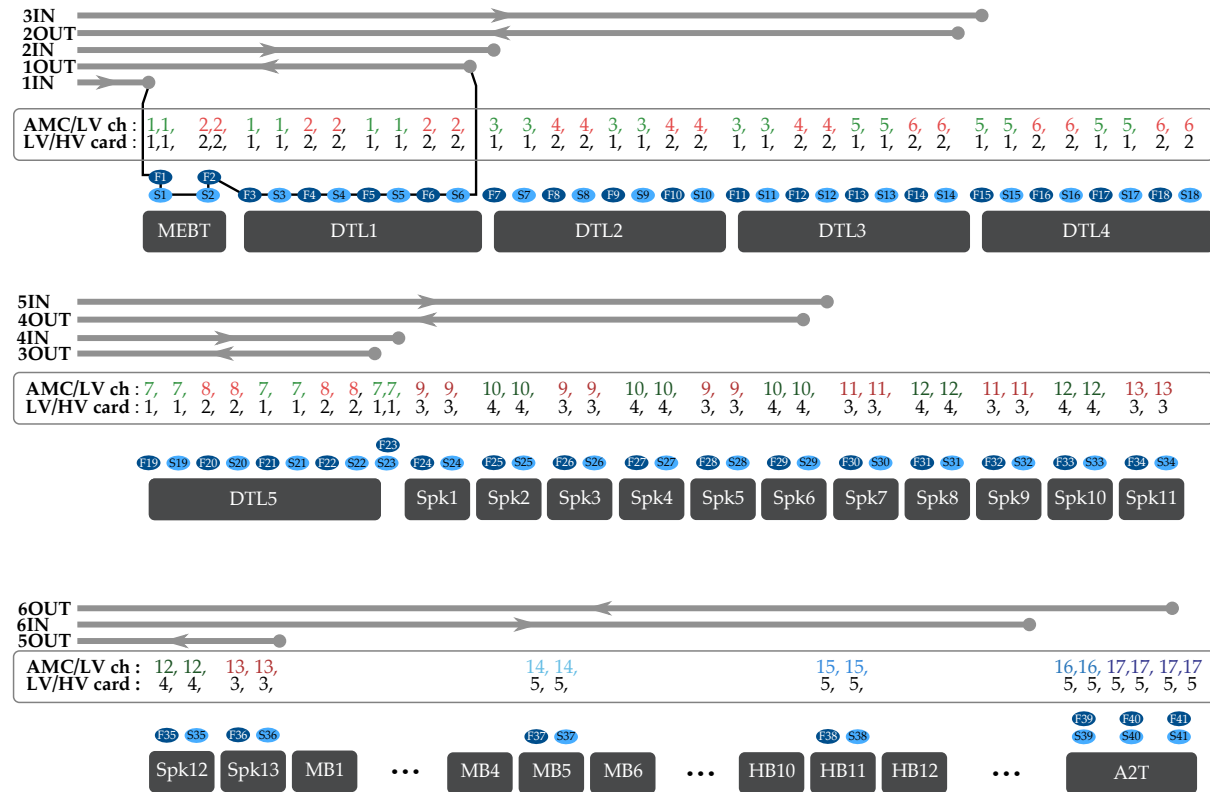 3IN
2OUT
2IN
1OUT
1IN
AMC/LV ch : 1,1, 2,2, 1, 1, 2, 2, 1, 1, 2, 2, 3, 3, 4, 4, 3, 3, 4, 4, 3, 3, 4, 4, 5, 5, 6, 6, 5, 5, 6, 6, 5, 5, 6, 6
LV/HV card : 1,1, 2,2, 1, 1, 2, 2, 1, 1, 2, 2, 1, 1, 2, 2, 1, 1, 2, 2, 1, 1, 2, 2, 1, 1, 2, 2, 1, 1, 2, 2, 1, 1, 2, 2
F1 F2
S1 S2 F3 S3 F4 S4 F5 S5 F6 S6 F7 S7 F8 S8 F9 S9 F10 S10 F11 S11 F12 S12 F13 S13 F14 S14 F15 S15 F16 S16 F17 S17 F18 S18
MEBT DTL1 DTL2 DTL3 DTL4
5IN
4OUT
4IN
3OUT
AMC/LV ch : 7, 7, 8, 8, 7, 7, 8, 8, 7,7, 9, 9, 10, 10, 9, 9, 10, 10, 9, 9, 10, 10, 11, 11, 12, 12, 11, 11, 12, 12, 13, 13
LV/HV card : 1, 1, 2, 2, 1, 1, 2, 2, 1,1, 3, 3, 4, 4, 3, 3, 4, 4, 3, 3, 4, 4, 3, 3, 4, 4, 3, 3, 4, 4, 3, 3
F23
F19 S19 F20 S20 F21 S21 F22 S22 S23 F24 S24 F25 S25 F26 S26 F27 S27 F28 S28 F29 S29 F30 S30 F31 S31 F32 S32 F33 S33 F34 S34
DTL5 Spk1 Spk2 Spk3 Spk4 Spk5 Spk6 Spk7 Spk8 Spk9 Spk10 Spk11
6OUT
6IN
5OUT
AMC/LV ch : 12, 12, 13, 13, 14, 14, 15, 15, 16,16, 17,17, 17,17
LV/HV card : 4, 4, 3, 3, 5, 5, 5, 5, 5, 5, 5, 5, 5, 5
F39 F40 F41
F35 S35 F36 S36 F37 S37 F38 S38 S39 S40 S41
Spk12 Spk13 MB1 ... MB4 MB5 MB6 ... HB10 HB11 HB12 ... A2T